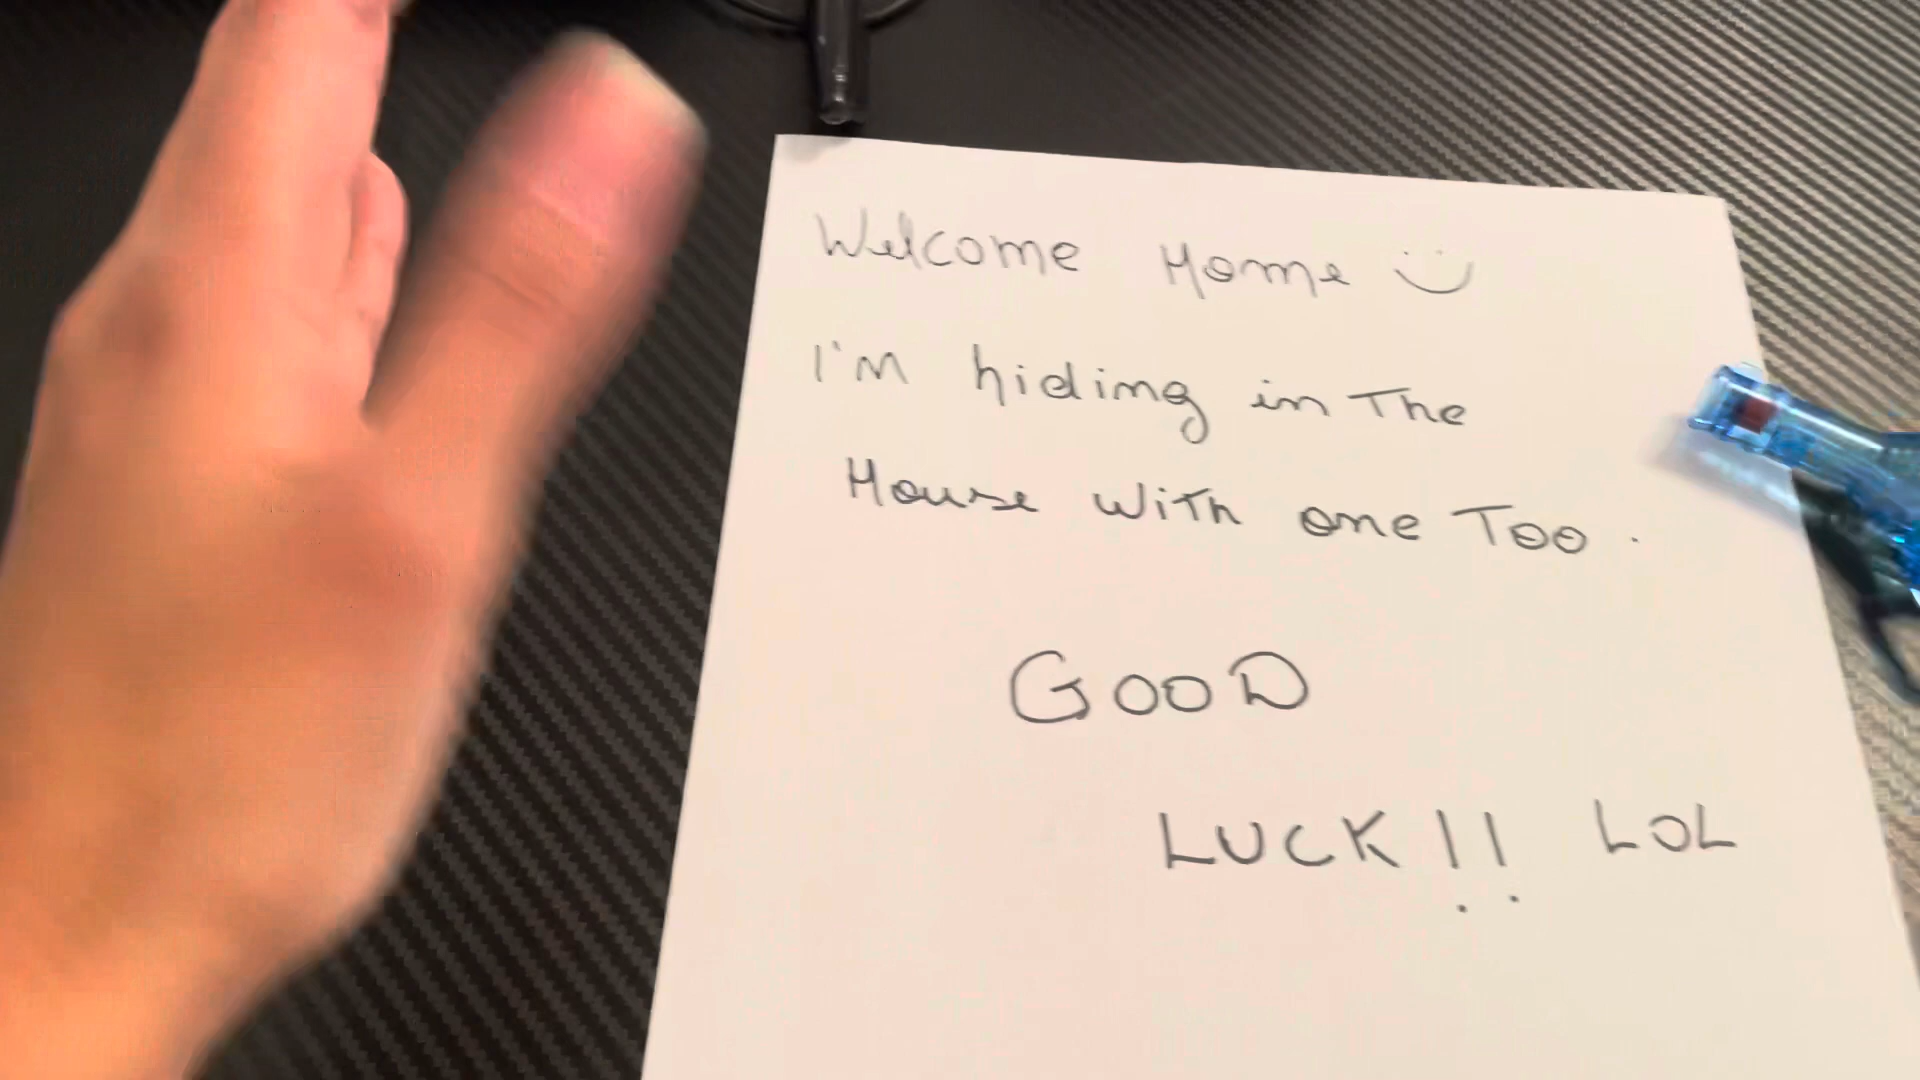 Welcome Home :)
I'm hiding in The
House with one Too.
GOOD
LUCK!! LOL